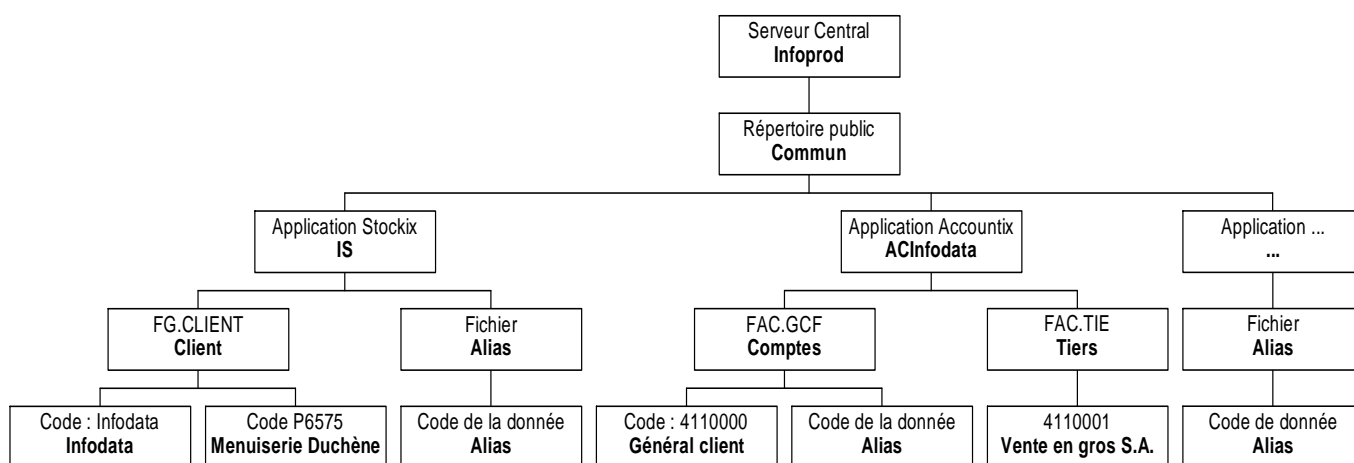 Serveur Central
Infoprod
Répertoire public
Commun
Application Stockix
IS
Application Accountix
ACInfodata
Application ...
...
FG.CLIENT
Client
Fichier
Alias
FAC.GCF
Comptes
FAC.TIE
Tiers
Fichier
Alias
Code : Infodata
Infodata
Code P6575
Menuiserie Duchène
Code de la donnée
Alias
Code : 4110000
Général client
Code de la donnée
Alias
4110001
Vente en gros S.A.
Code de donnée
Alias